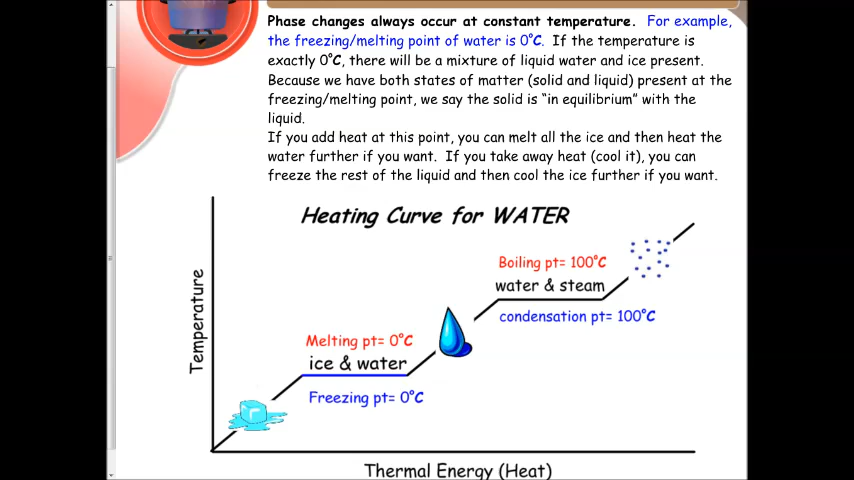 Phase changes always occur at constant temperature. For example,
the freezing/melting point of water is 0°C. If the temperature is
exactly 0°C, there will be a mixture of liquid water and ice present.
Because we have both states of matter (solid and liquid) present at the
freezing/melting point, we say the solid is “in equilibrium” with the
liquid.
If you add heat at this point, you can melt all the ice and then heat the
water further if you want. If you take away heat (cool it), you can
freeze the rest of the liquid and then cool the ice further if you want.
Heating Curve for WATER
Boiling pt= 100°C
water & steam
condensation pt= 100°C
Temperature
Melting pt= 0°C
ice & water
Freezing pt= 0°C
Thermal Energy (Heat)